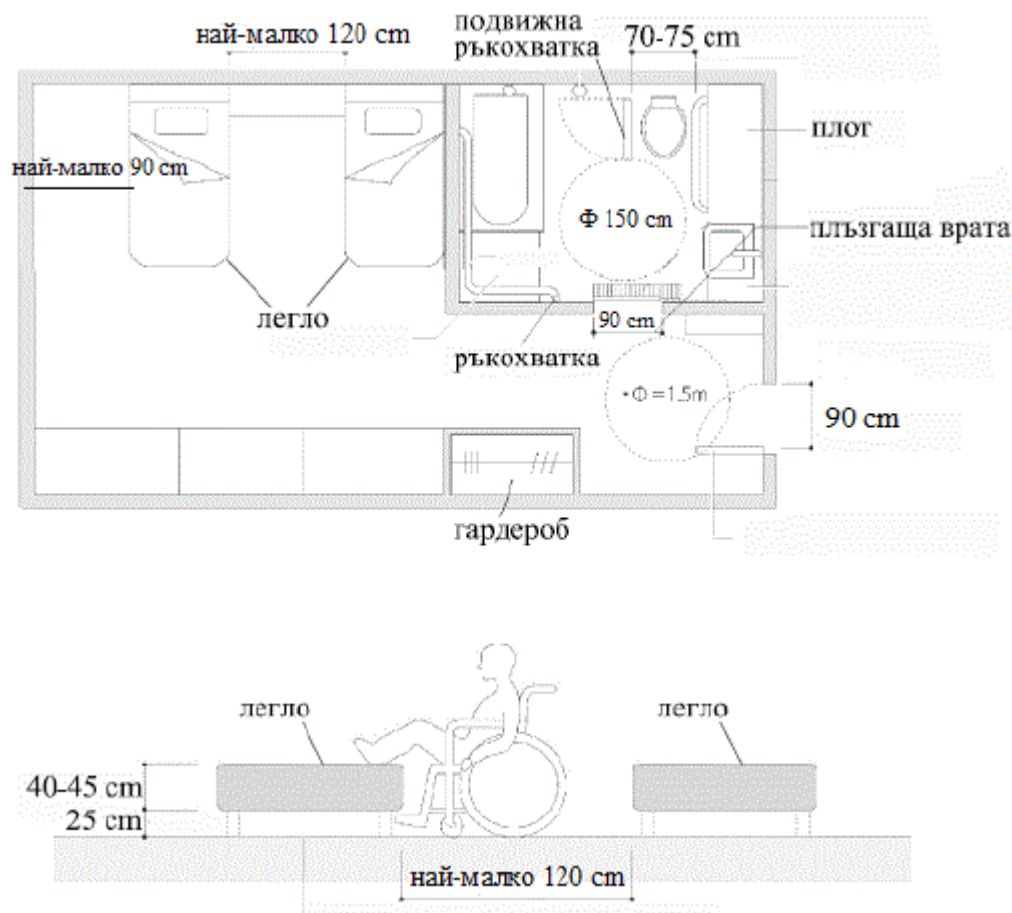 най-малко 120 cm
подвижна
ръкохватка
70-75 cm
плот
най-малко 90 cm
Ф 150 cm
плъзгаща врата
легло
90 cm
ръкохватка
Ф = 1.5m
90 cm
гардероб
легло
легло
40-45 cm
25 cm
най-малко 120 cm